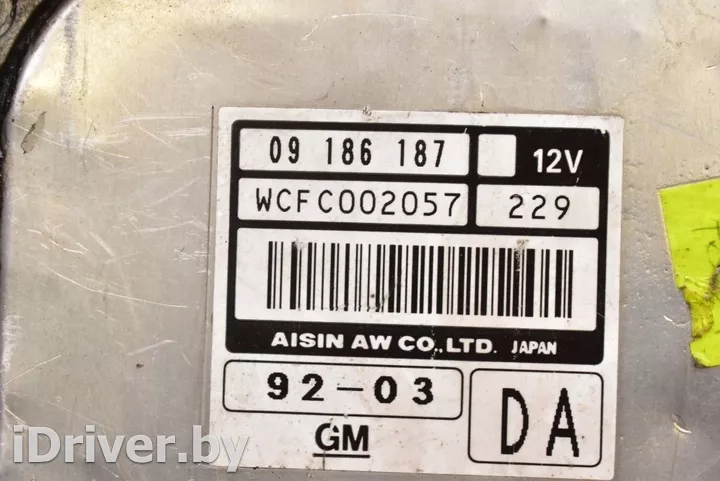 09 186 187 12V
WCFC002057 229
AISIN AW CO.,LTD. JAPAN
92-03
GM
DA
iDriver.by